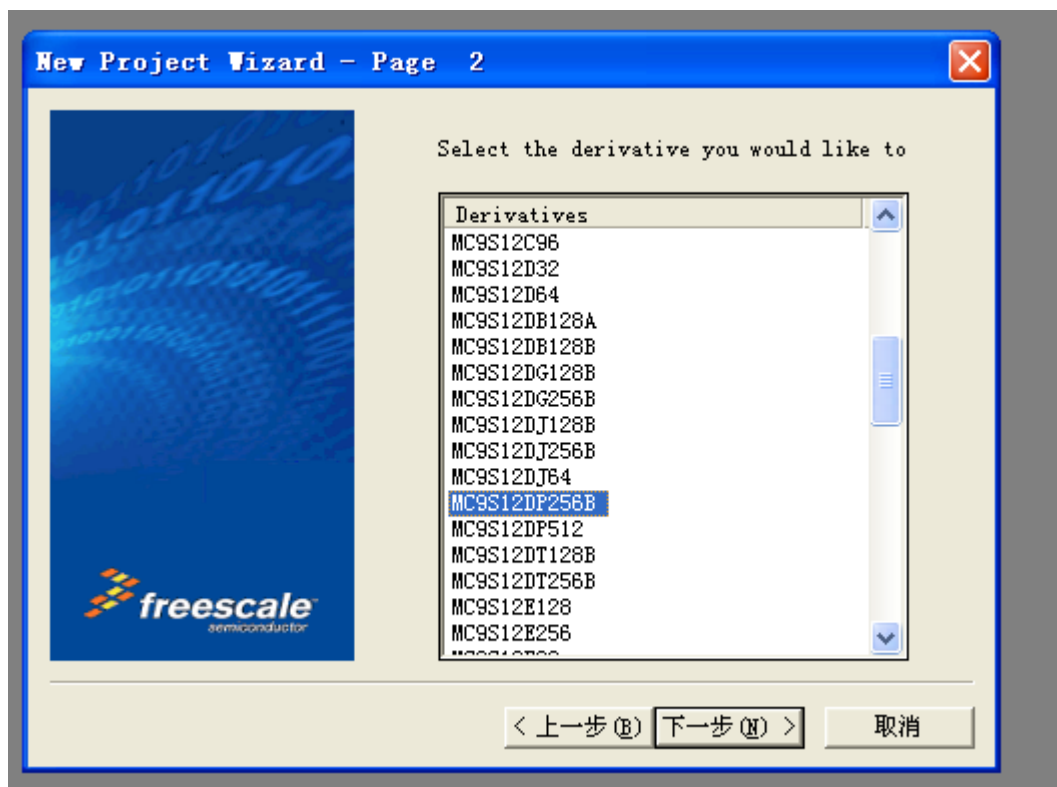 New Project Wizard - Page 2
Select the derivative you would like to
Derivatives
MC9S12C96
MC9S12D32
MC9S12D64
MC9S12DB128A
MC9S12DB128B
MC9S12DG128B
MC9S12DG256B
MC9S12DJ128B
MC9S12DJ256B
MC9S12DJ64
MC9S12DP256B
MC9S12DP512
MC9S12DT128B
MC9S12DT256B
MC9S12E128
MC9S12E256
freescale
semiconductor
< 上一步(B) 下一步(N) > 取消